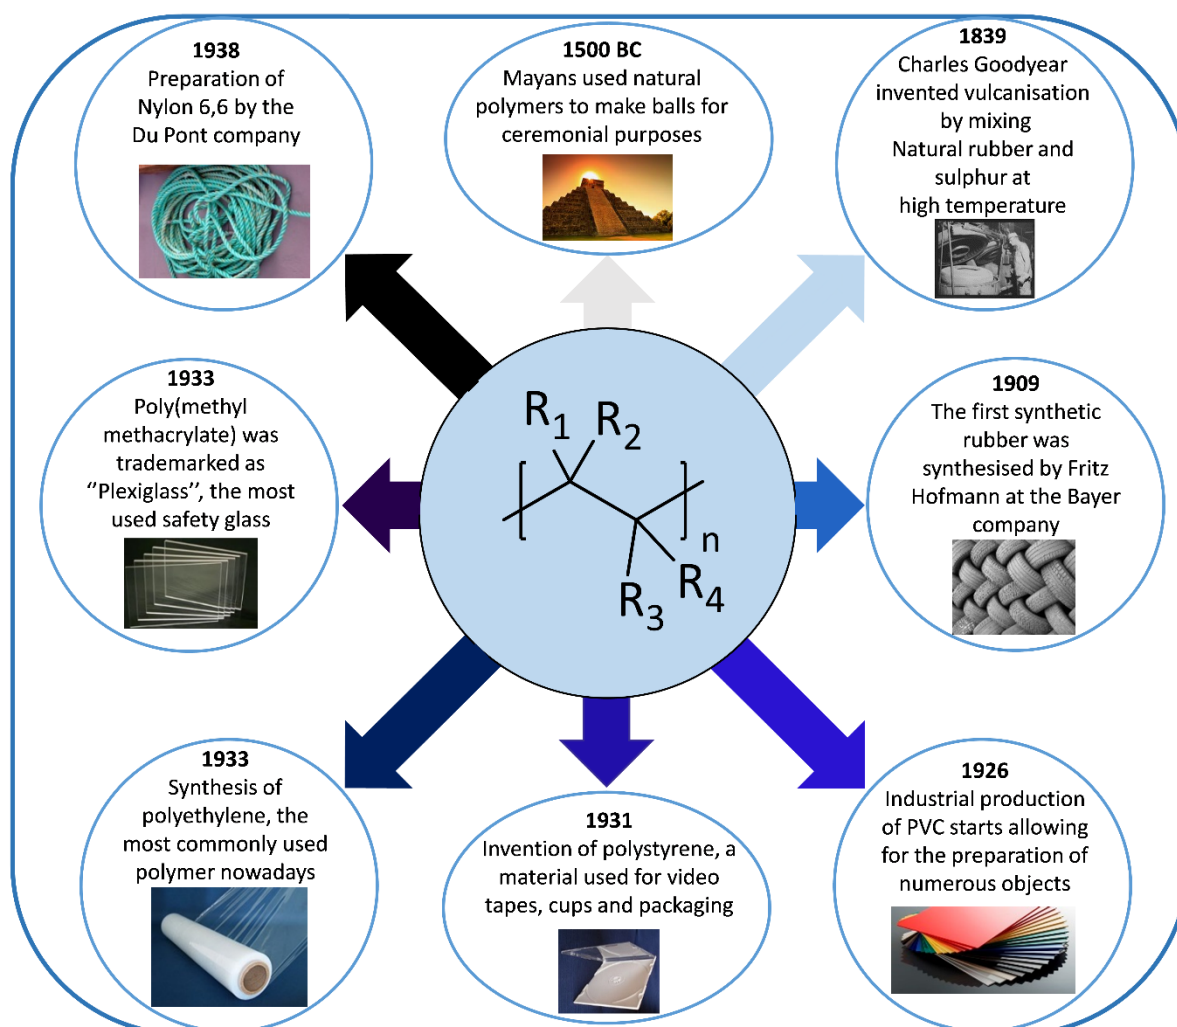 1938
Preparation of
Nylon 6,6 by the
Du Pont company
1500 BC
Mayans used natural
polymers to make balls for
ceremonial purposes
1839
Charles Goodyear
invented vulcanisation
by mixing
Natural rubber and
sulphur at
high temperature
1933
Poly(methyl
methacrylate) was
trademarked as
‘’Plexiglass’’, the most
used safety glass
R1 R2
n
R3 R4
1909
The first synthetic
rubber was
synthesised by Fritz
Hofmann at the Bayer
company
1933
Synthesis of
polyethylene, the
most commonly used
polymer nowadays
1931
Invention of polystyrene, a
material used for video
tapes, cups and packaging
1926
Industrial production
of PVC starts allowing
for the preparation of
numerous objects